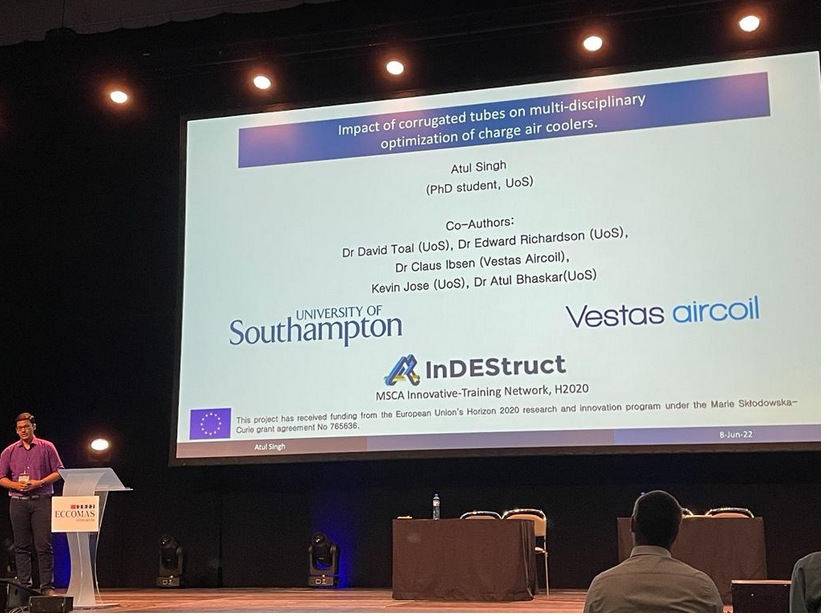 Impact of corrugated tubes on multi-disciplinary
optimization of charge air coolers.
Atul Singh
(PhD student, UoS)
Co-Authors:
Dr David Toal (UoS), Dr Edward Richardson (UoS),
Dr Claus Ibsen (Vestas Aircoil),
Kevin Jose (UoS), Dr Atul Bhaskar(UoS)
UNIVERSITY OF
Southampton
Vestas aircoil
InDEStruct
MSCA Innovative-Training Network, H2020
This project has received funding from the European Union's Horizon 2020 research and innovation program under the Marie Skłodowska-
Curie grant agreement No 765636.
Atul Singh
8-Jun-22
ECCOMAS